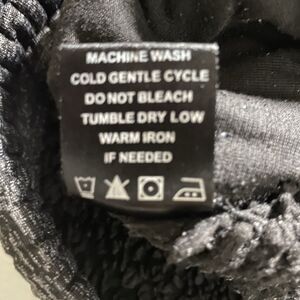 MACHINE WASH
COLD GENTLE CYCLE
DO NOT BLEACH
TUMBLE DRY LOW
WARM IRON
IF NEEDED